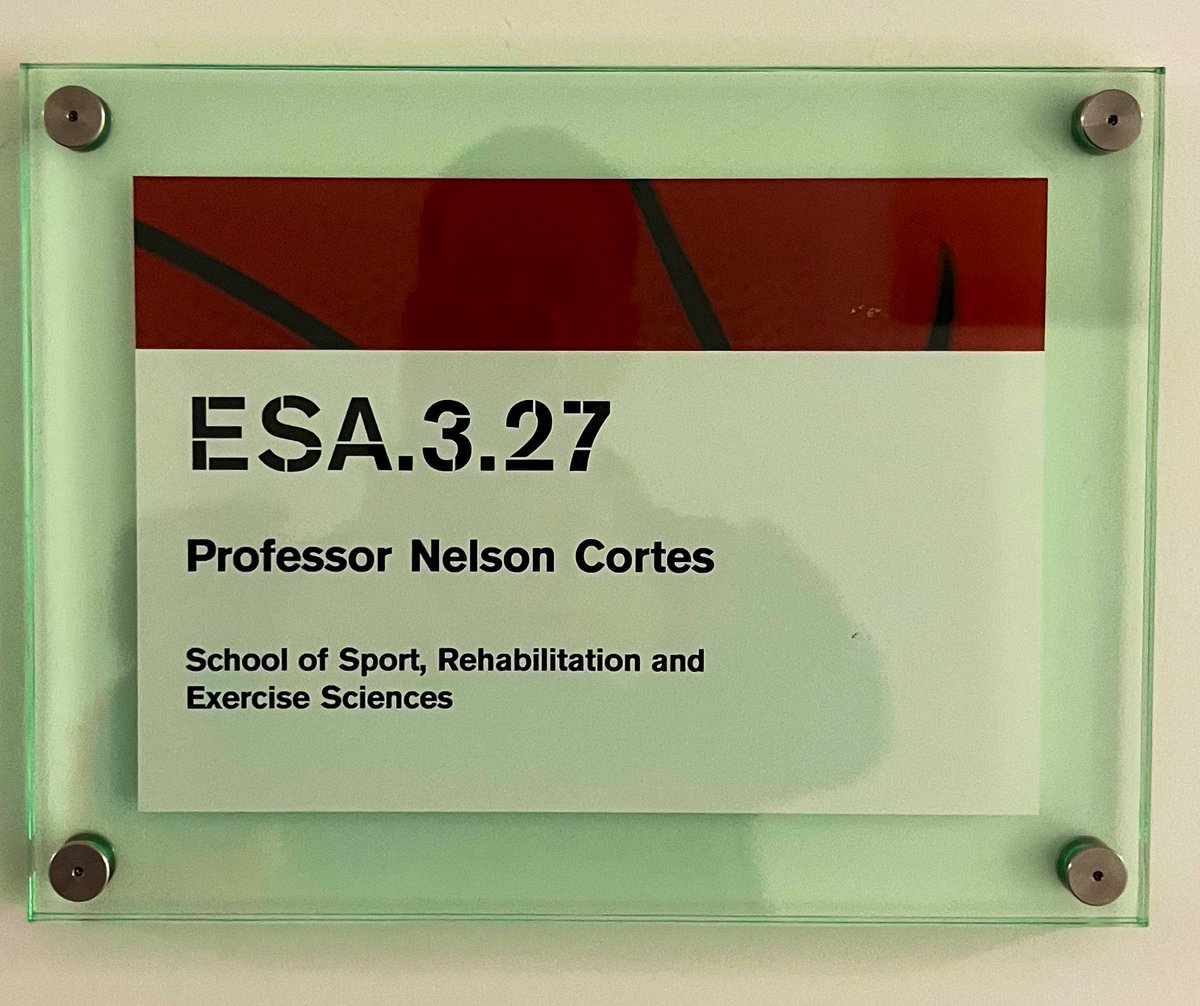 ESA.3.27
Professor Nelson Cortes
School of Sport, Rehabilitation and
Exercise Sciences